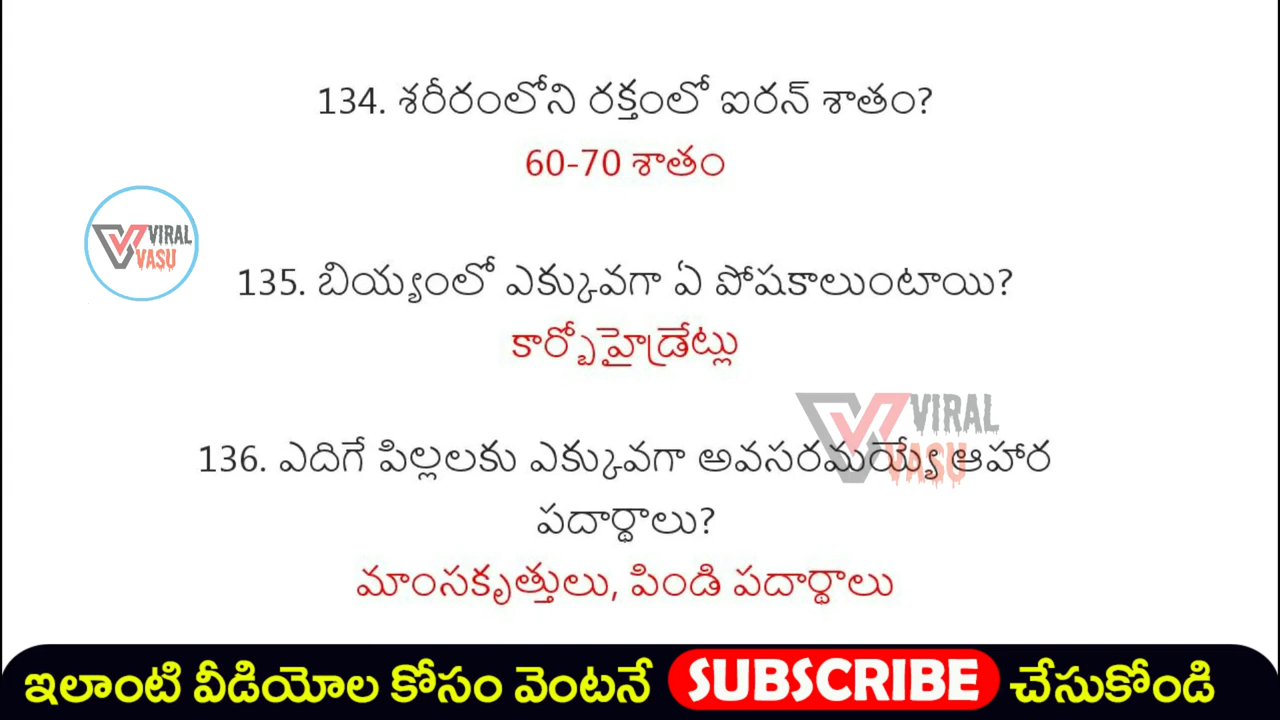 134. శరీరంలోని రక్తంలో ఐరన్ శాతం?
60-70 శాతం
VIRAL
VASU
135. బియ్యంలో ఎక్కువగా ఏ పోషకాలుంటాయి?
కార్బోహైడ్రేట్లు
VIRAL
VASU
136. ఎదిగే పిల్లలకు ఎక్కువగా అవసరమయ్యే ఆహార
పదార్థాలు?
మాంసకృత్తులు, పిండి పదార్థాలు
ఇలాంటి వీడియోల కోసం వెంటనే SUBSCRIBE చేసుకోండి